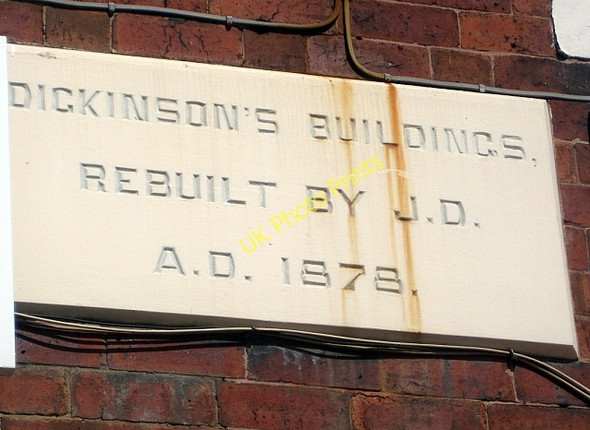 DICKINSON'S BUILDINGS,
REBUILT BY J.D.
A.D. 1878.
UK Photo Prints